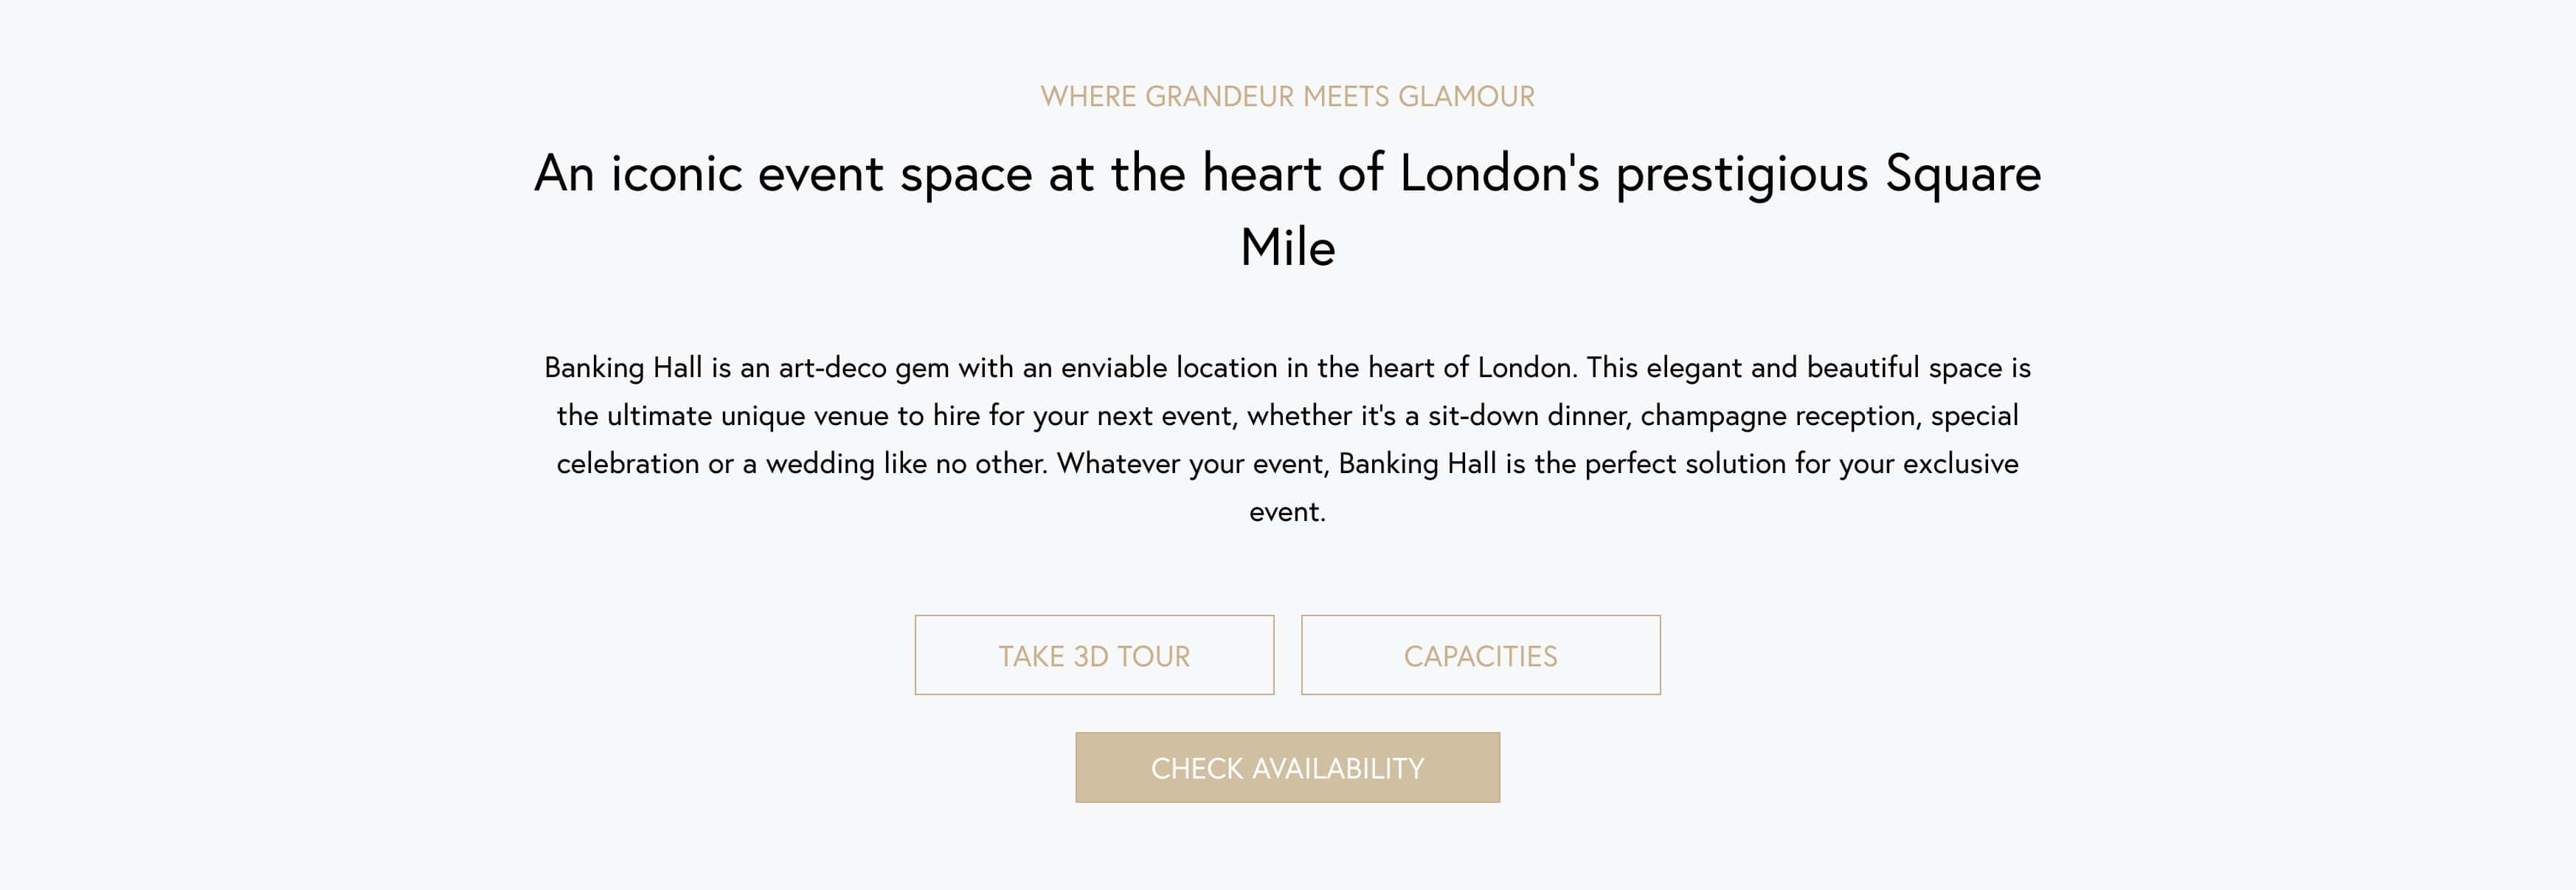 WHERE GRANDEUR MEETS GLAMOUR
An iconic event space at the heart of London's prestigious Square
Mile
Banking Hall is an art-deco gem with an enviable location in the heart of London. This elegant and beautiful space is
the ultimate unique venue to hire for your next event, whether it's a sit-down dinner, champagne reception, special
celebration or a wedding like no other. Whatever your event, Banking Hall is the perfect solution for your exclusive
event.
TAKE 3D TOUR
CAPACITIES
CHECK AVAILABILITY